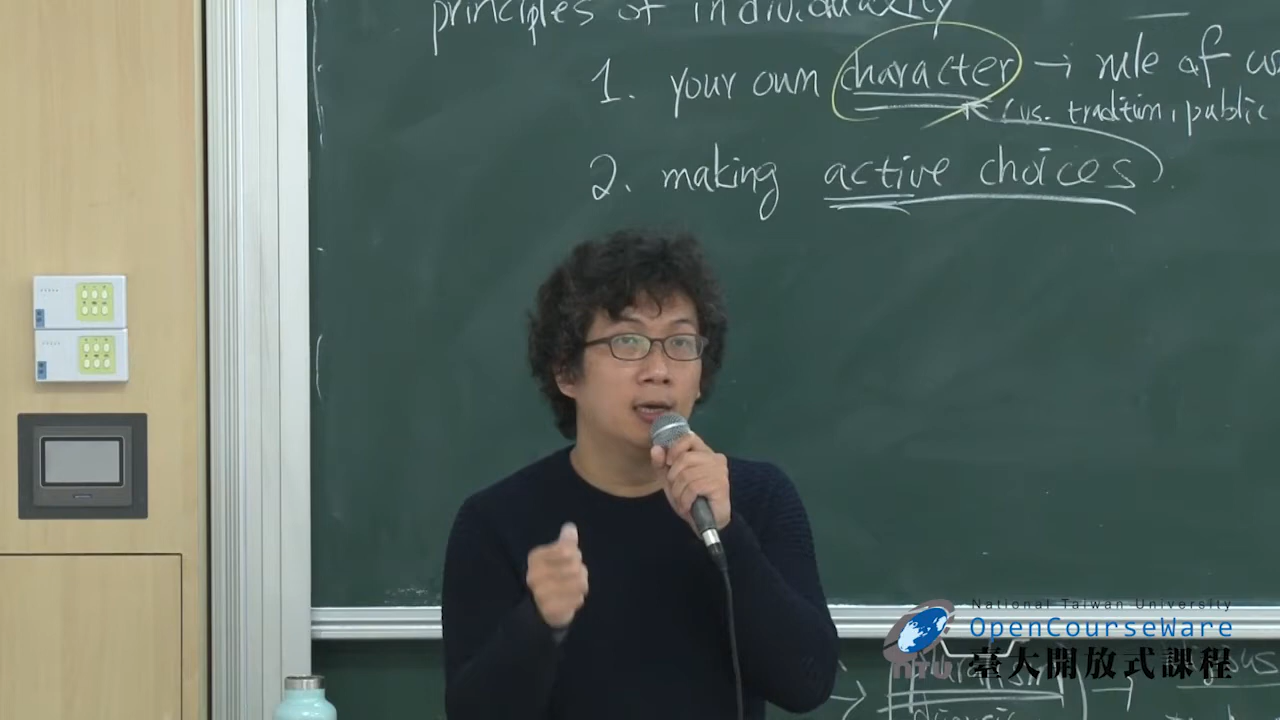 principles of individuality
1. your own character → rule of
(vs. tradition, public
2. making active choices
National Taiwan University
OpenCourseWare
臺大開放式課程
NTU